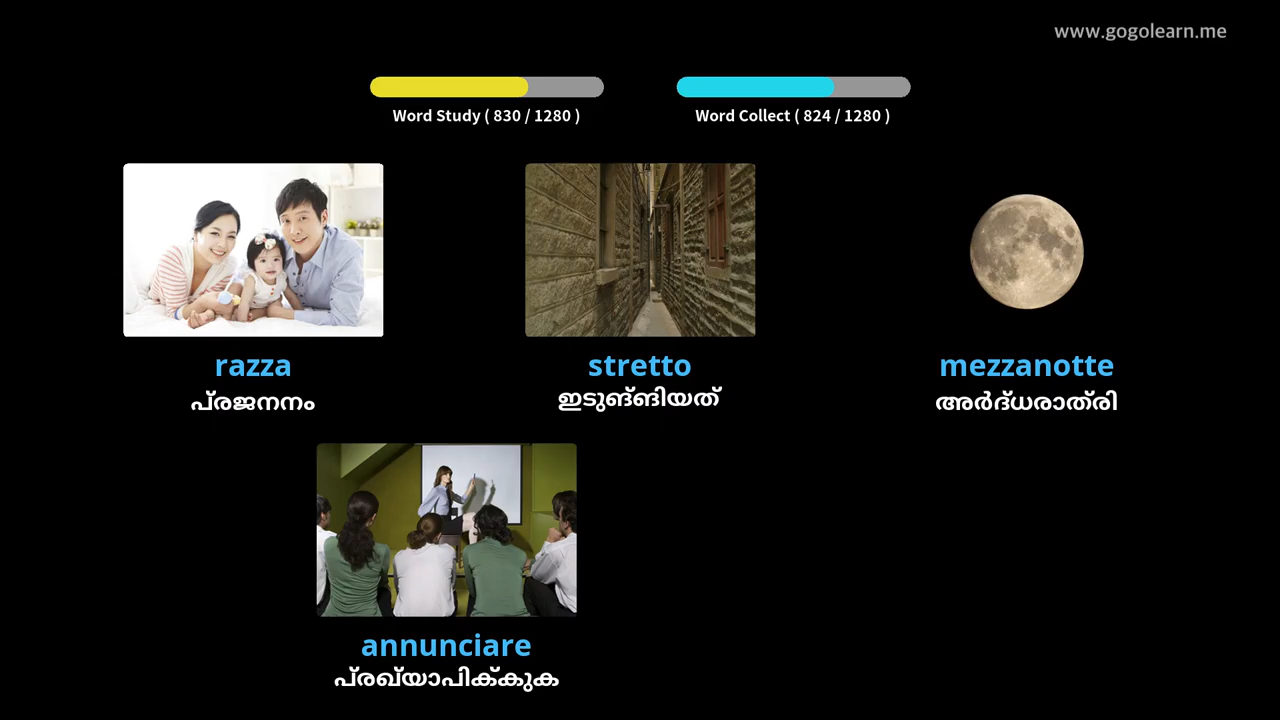 www.gogolearn.me
Word Study ( 830 / 1280 )
Word Collect ( 824 / 1280 )
razza
പ്രജനനം
stretto
ഇടുങ്ങിയത്
mezzanotte
അർദ്ധരാത്രി
annunciare
പ്രഖ്യാപിക്കുക